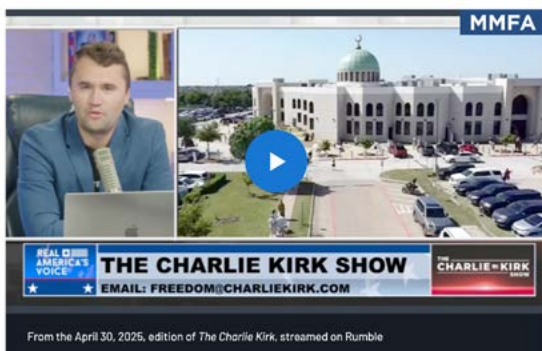 MMFA
REAL
AMERICA'S
VOICE
THE CHARLIE KIRK SHOW
EMAIL: FREEDOM@CHARLIEKIRK.COM
THE
CHARLIE KIRK
SHOW
From the April 30, 2025, edition of The Charlie Kirk, streamed on Rumble